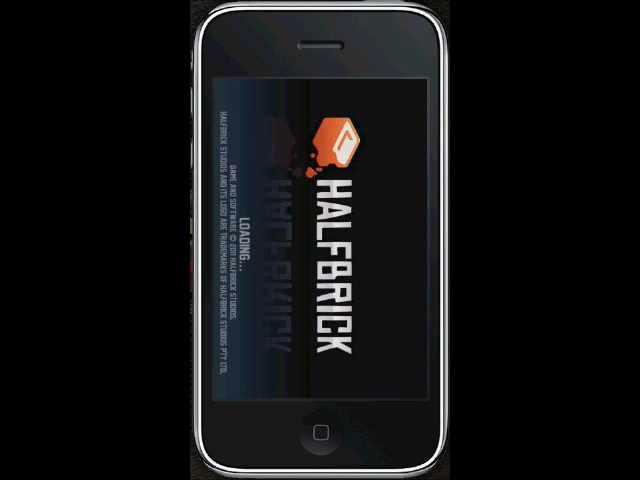 HALFBRICK
LOADING...
GAME AND SOFTWARE © 2011 HALFBRICK STUDIOS.
HALFBRICK STUDIOS AND ITS LOGO ARE TRADEMARKS OF HALFBRICK STUDIOS PTY LTD.